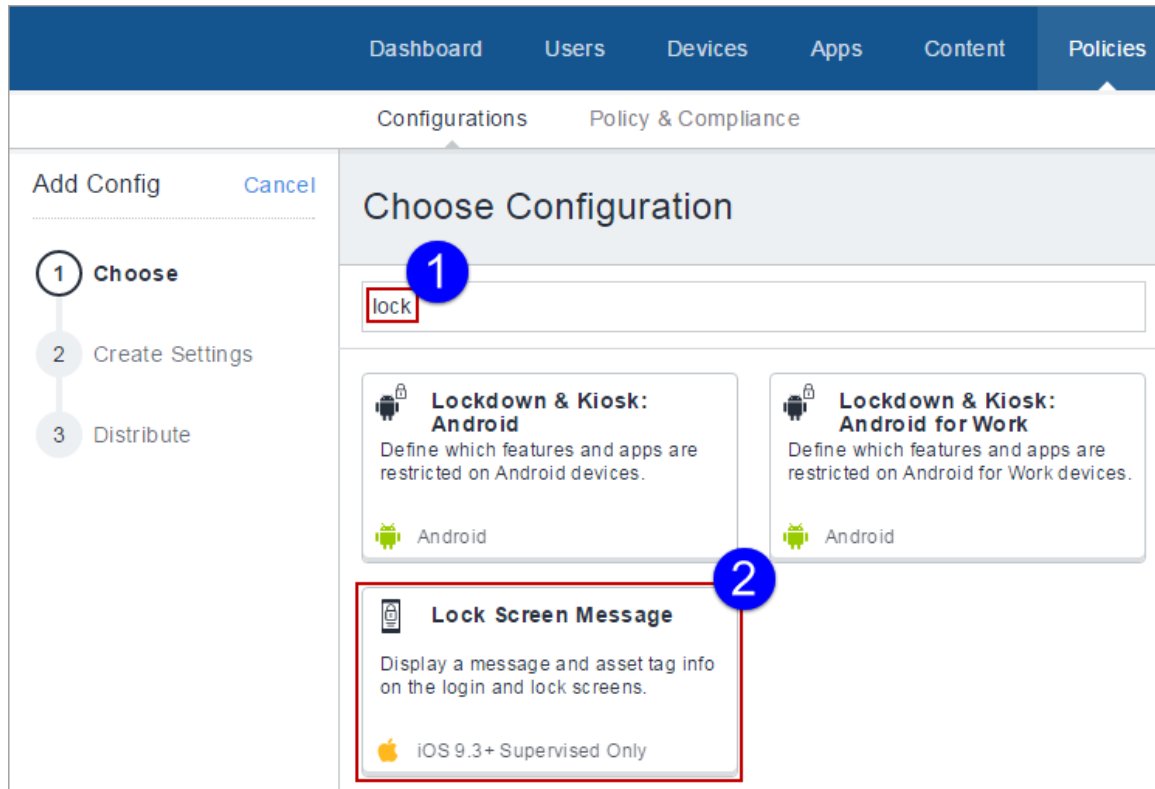 Dashboard Users Devices Apps Content Policies
Configurations Policy & Compliance
Add Config Cancel
1 Choose
2 Create Settings
3 Distribute
Choose Configuration
1
lock
Lockdown & Kiosk:
Android
Define which features and apps are
restricted on Android devices.
Android
Lockdown & Kiosk:
Android for Work
Define which features and apps are
restricted on Android for Work devices.
Android
2
Lock Screen Message
Display a message and asset tag info
on the login and lock screens.
iOS 9.3+ Supervised Only